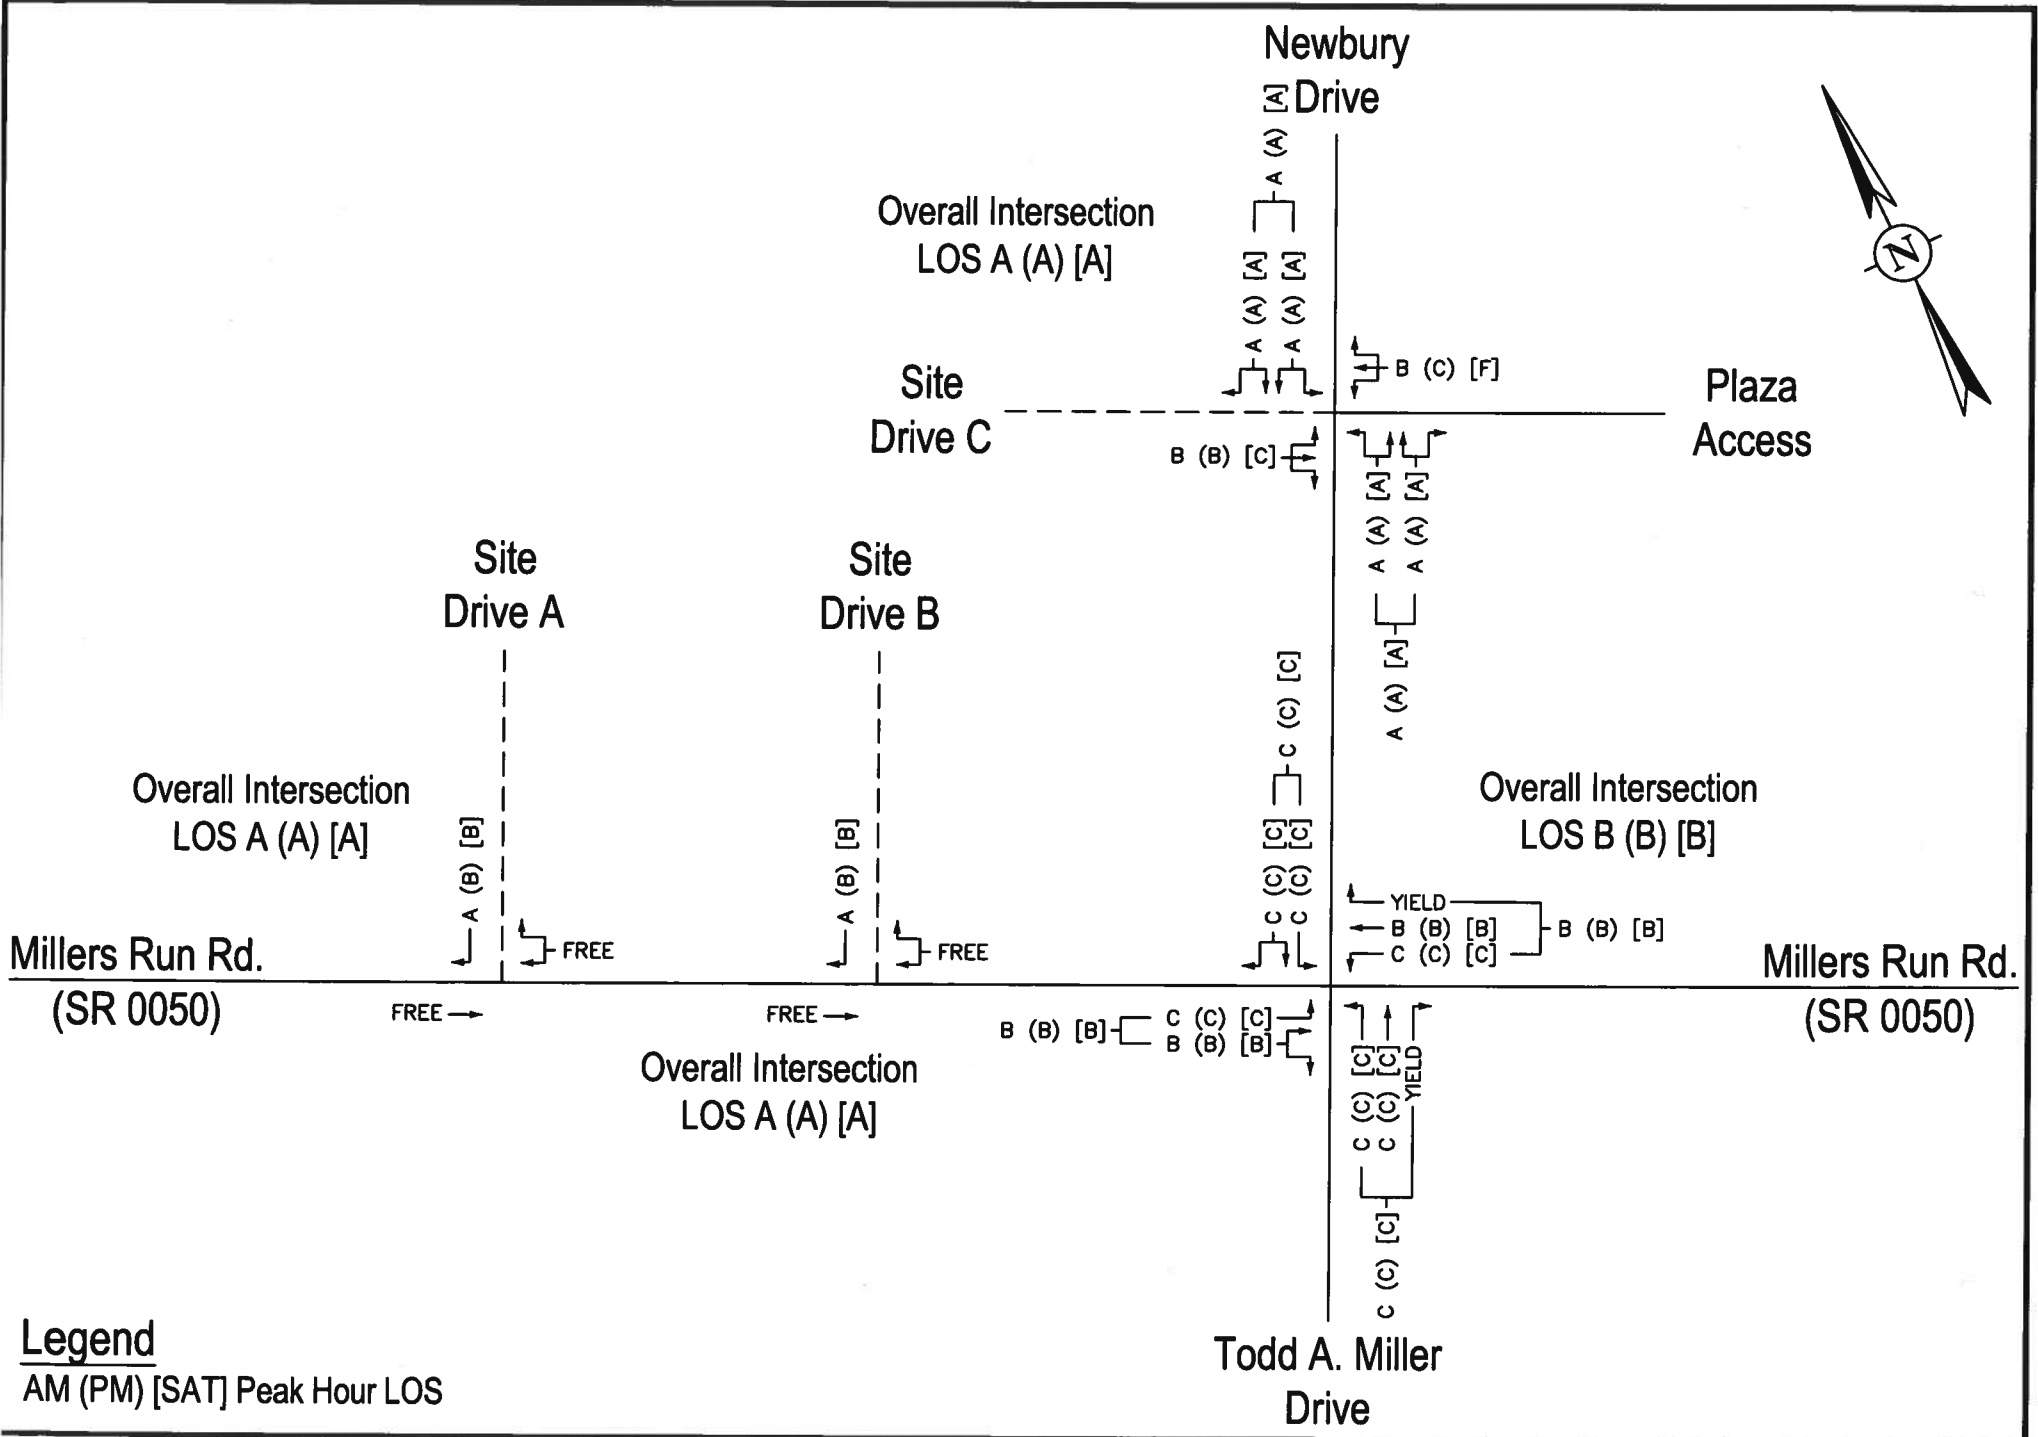 Newbury
Drive
A (A) [A]
Overall Intersection
LOS A (A) [A]
A (A) [A]
A (A) [A]
N
B (C) [F]
Site
Drive C
Plaza
Access
B (B) [C]
A (A) [A]
A (A) [A]
A (A) [A]
Site
Drive A
Site
Drive B
C (C) [C]
Overall Intersection
LOS A (A) [A]
Overall Intersection
LOS B (B) [B]
A (B) [B]
A (B) [B]
C (C) [C]
C (C) [C]
YIELD
B (B) [B]
B (B) [B]
C (C) [C]
FREE
FREE
Millers Run Rd.
(SR 0050)
Millers Run Rd.
(SR 0050)
FREE
FREE
B (B) [B]
C (C) [C]
B (B) [B]
Overall Intersection
LOS A (A) [A]
C (C) [C]
C (C) [C]
YIELD
C (C) [C]
Todd A. Miller
Drive
Legend
AM (PM) [SAT] Peak Hour LOS